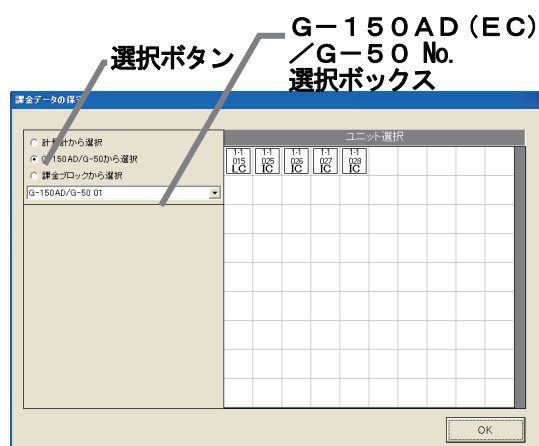 G－150AD(EC)
／G－50 No.
選択ボックス
選択ボタン
課金データの保
ユニット選択
計 計から選択
G-150AD/G-50から選択
課金ブロックから選択
G-150AD/G-50 01
1-1 1-1 1-1 1-1 1-1
015 025 026 027 028
LC IC IC IC IC
OK